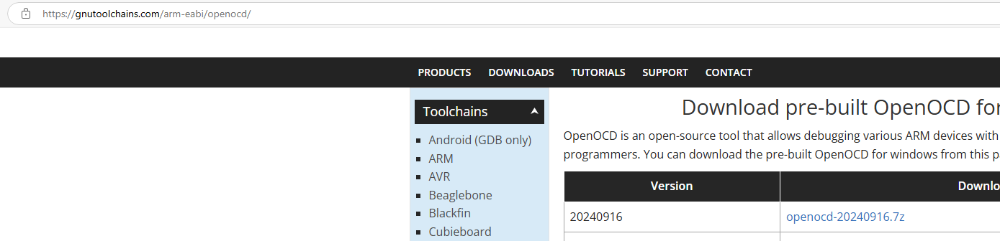 https://gnutoolchains.com/arm-eabi/openocd/
PRODUCTS DOWNLOADS TUTORIALS SUPPORT CONTACT
Toolchains
Android (GDB only)
ARM
AVR
Beaglebone
Blackfin
Cubieboard
Download pre-built OpenOCD for
OpenOCD is an open-source tool that allows debugging various ARM devices with
programmers. You can download the pre-built OpenOCD for windows from this p
Version Downlo
20240916 openocd-20240916.7z